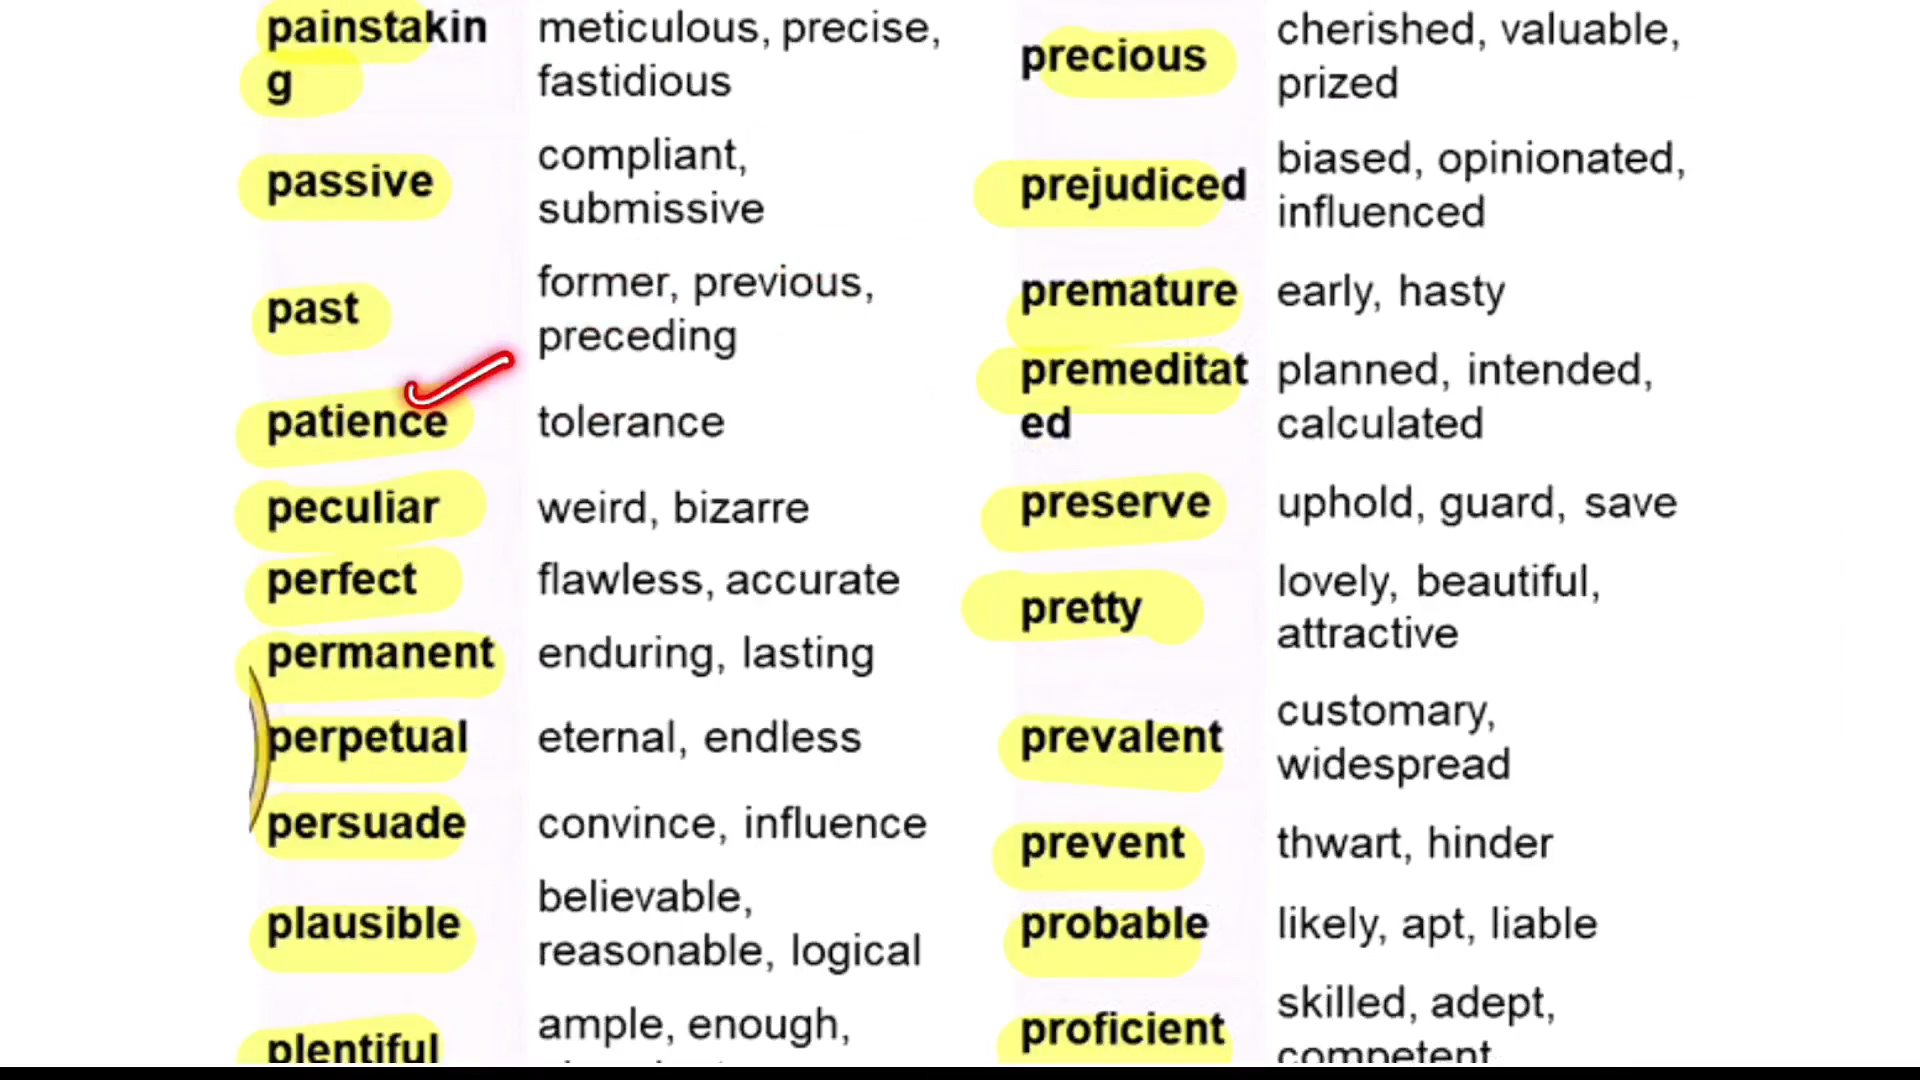 painstakin
g
meticulous, precise,
fastidious
passive
compliant,
submissive
past
former, previous,
preceding
patience
tolerance
peculiar
weird, bizarre
perfect
flawless, accurate
permanent
enduring, lasting
perpetual
eternal, endless
persuade
convince, influence
plausible
believable,
reasonable, logical
plentiful
ample, enough,
precious
cherished, valuable,
prized
prejudiced
biased, opinionated,
influenced
premature
early, hasty
premeditat
ed
planned, intended,
calculated
preserve
uphold, guard, save
pretty
lovely, beautiful,
attractive
prevalent
customary,
widespread
prevent
thwart, hinder
probable
likely, apt, liable
proficient
skilled, adept,
competent